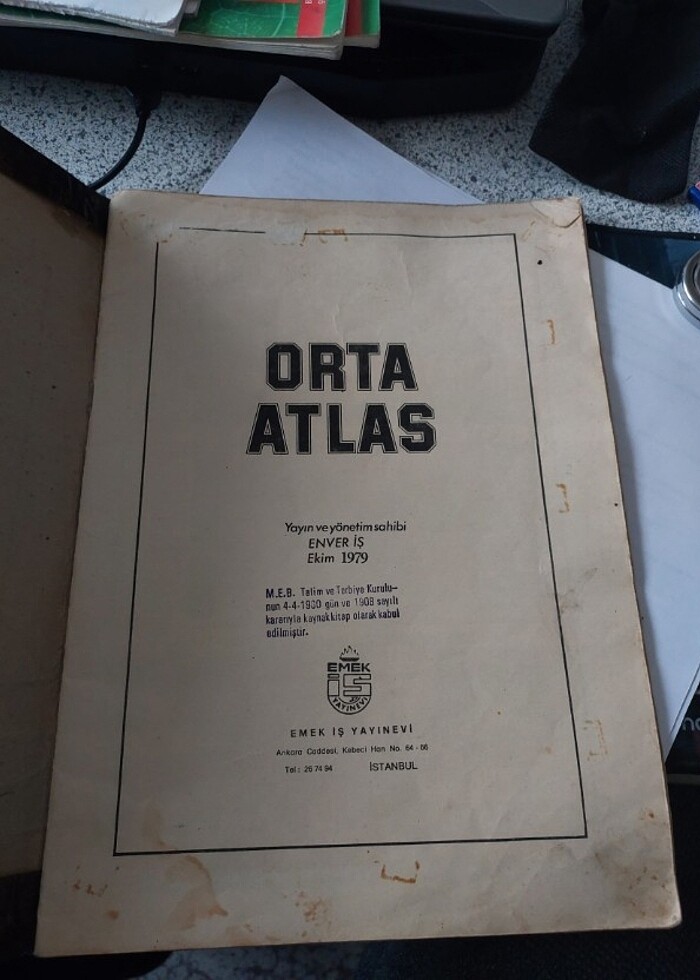 ORTA
ATLAS
Yayın ve yönetim sahibi
ENVER İŞ
Ekim 1979
M.E.B. Talim ve Terbiye Kurulu-
nun 4-4-1980 gün ve 1908 sayılı
kararıyla kaynak kitap olarak kabul
edilmiştir.
EMEK
İŞ
YAYINEVİ
EMEK İŞ YAYINEVİ
Ankara Caddesi, Kebeci Han No. 64-66
Tel: 26 74 94 İSTANBUL